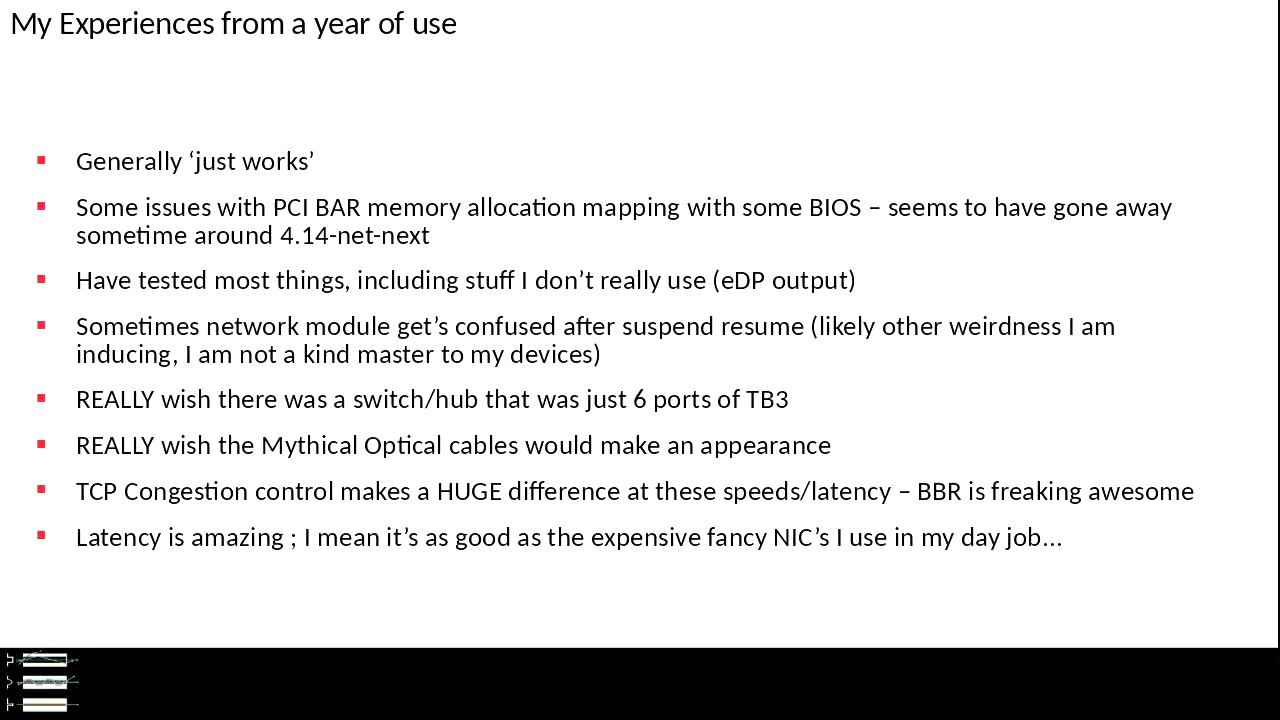 My Experiences from a year of use
Generally ‘just works’
Some issues with PCI BAR memory allocation mapping with some BIOS – seems to have gone away
sometime around 4.14-net-next
Have tested most things, including stuff I don’t really use (eDP output)
Sometimes network module get’s confused after suspend resume (likely other weirdness I am
inducing, I am not a kind master to my devices)
REALLY wish there was a switch/hub that was just 6 ports of TB3
REALLY wish the Mythical Optical cables would make an appearance
TCP Congestion control makes a HUGE difference at these speeds/latency – BBR is freaking awesome
Latency is amazing ; I mean it’s as good as the expensive fancy NIC’s I use in my day job...